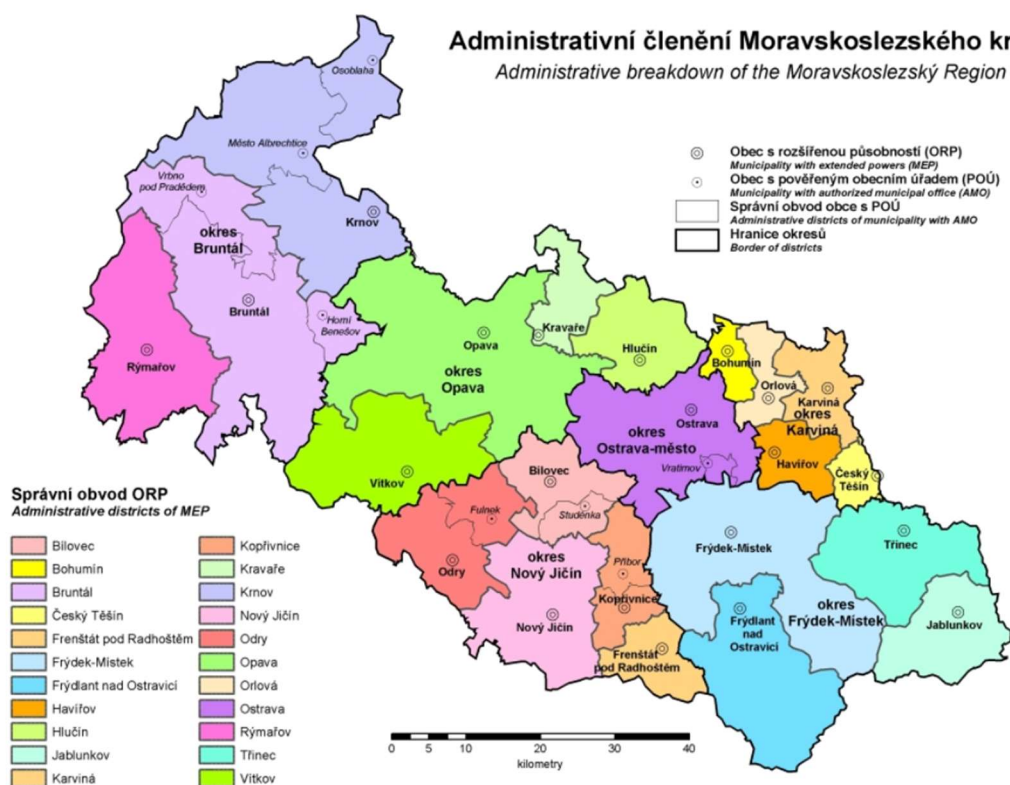 Administrativní členění Moravskoslezského kr
Administrative breakdown of the Moravskoslezský Region
Obec s rozšířenou působností (ORP)
Municipality with extended powers (MEP)
Obec s pověřeným obecním úřadem (POÚ)
Municipality with authorized municipal office (AMO)
Správní obvod obce s POÚ
Administrative districts of municipality with AMO
Hranice okresů
Border of districts
Osoblaha
Město Albrechtice
Vrbno
pod Pradědem
Krnov
okres
Bruntál
Bruntál
Horní
Benešov
Rýmařov
Kravaře
Opava
okres
Opava
Hlučín
Bohumín
Orlová
Karviná
okres
Karviná
Ostrava
okres
Ostrava-město
Vratimov
Havířov
Český
Těšín
Vítkov
Bílovec
Studénka
Fulnek
Odry
okres
Nový Jičín
Nový Jičín
Příbor
Kopřivnice
Frenštát
pod Radhoštěm
Frýdek-Místek
okres
Frýdek-Místek
Frýdlant
nad
Ostravicí
Třinec
Jablunkov
Správní obvod ORP
Administrative districts of MEP
Bílovec
Bohumín
Bruntál
Český Těšín
Frenštát pod Radhoštěm
Frýdek-Místek
Frýdlant nad Ostravicí
Havířov
Hlučín
Jablunkov
Karviná
Kopřivnice
Kravaře
Krnov
Nový Jičín
Odry
Opava
Orlová
Ostrava
Rýmařov
Třinec
Vítkov
0 5 10 20 30 40
kilometry